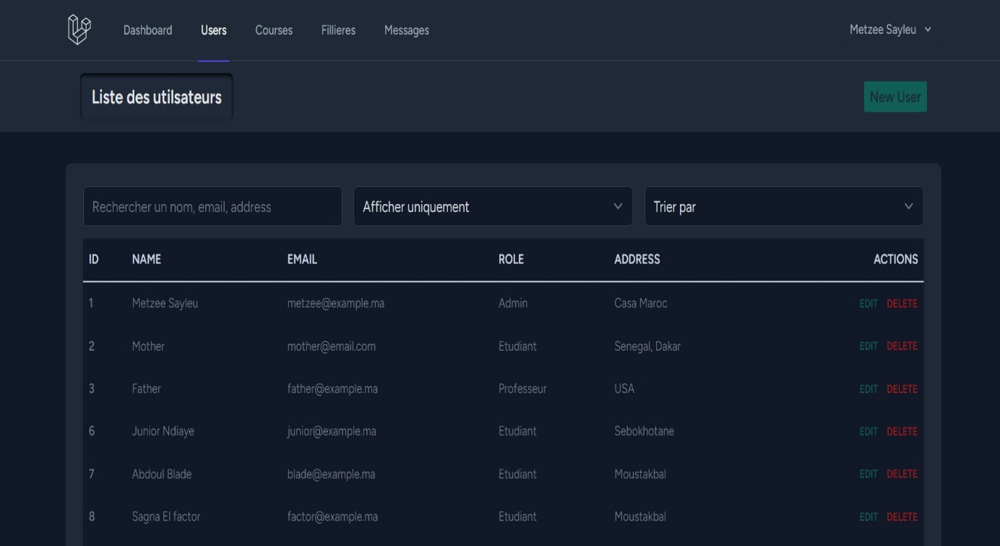 Dashboard Users Courses Fillieres Messages Metzee Sayleu
Liste des utilsateurs New User
Rechercher un nom, email, address Afficher uniquement Trier par
ID NAME EMAIL ROLE ADDRESS ACTIONS
1 Metzee Sayleu metzee@example.ma Admin Casa Maroc EDIT DELETE
2 Mother mother@email.com Etudiant Senegal, Dakar EDIT DELETE
3 Father father@example.ma Professeur USA EDIT DELETE
6 Junior Ndiaye junior@example.ma Etudiant Sebokhotane EDIT DELETE
7 Abdoul Blade blade@example.ma Etudiant Moustakbal EDIT DELETE
8 Sagna El factor factor@example.ma Etudiant Moustakbal EDIT DELETE